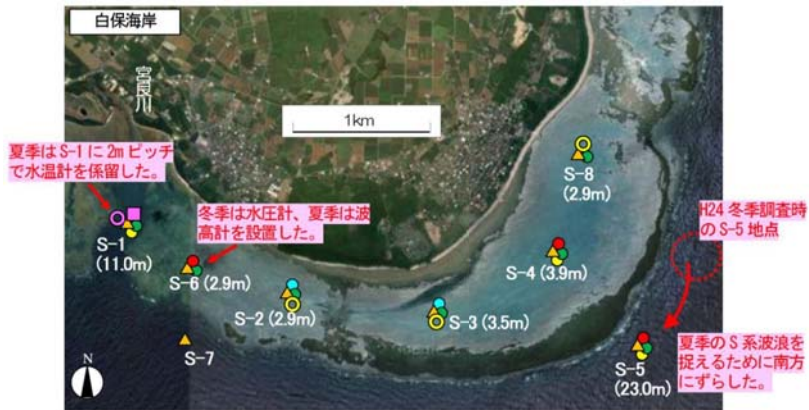 白保海岸
宮良川
1km
夏季はS-1に2mピッチ
で水温計を係留した。
冬季は水圧計、夏季は波
高計を設置した。
S-8
(2.9m)
H24 冬季調査時
のS-5 地点
S-1
(11.0m)
S-6 (2.9m)
S-4 (3.9m)
S-2 (2.9m)
S-3 (3.5m)
S-7
S-5
(23.0m)
夏季のS系波浪を
捉えるために南方
にずらした。
N